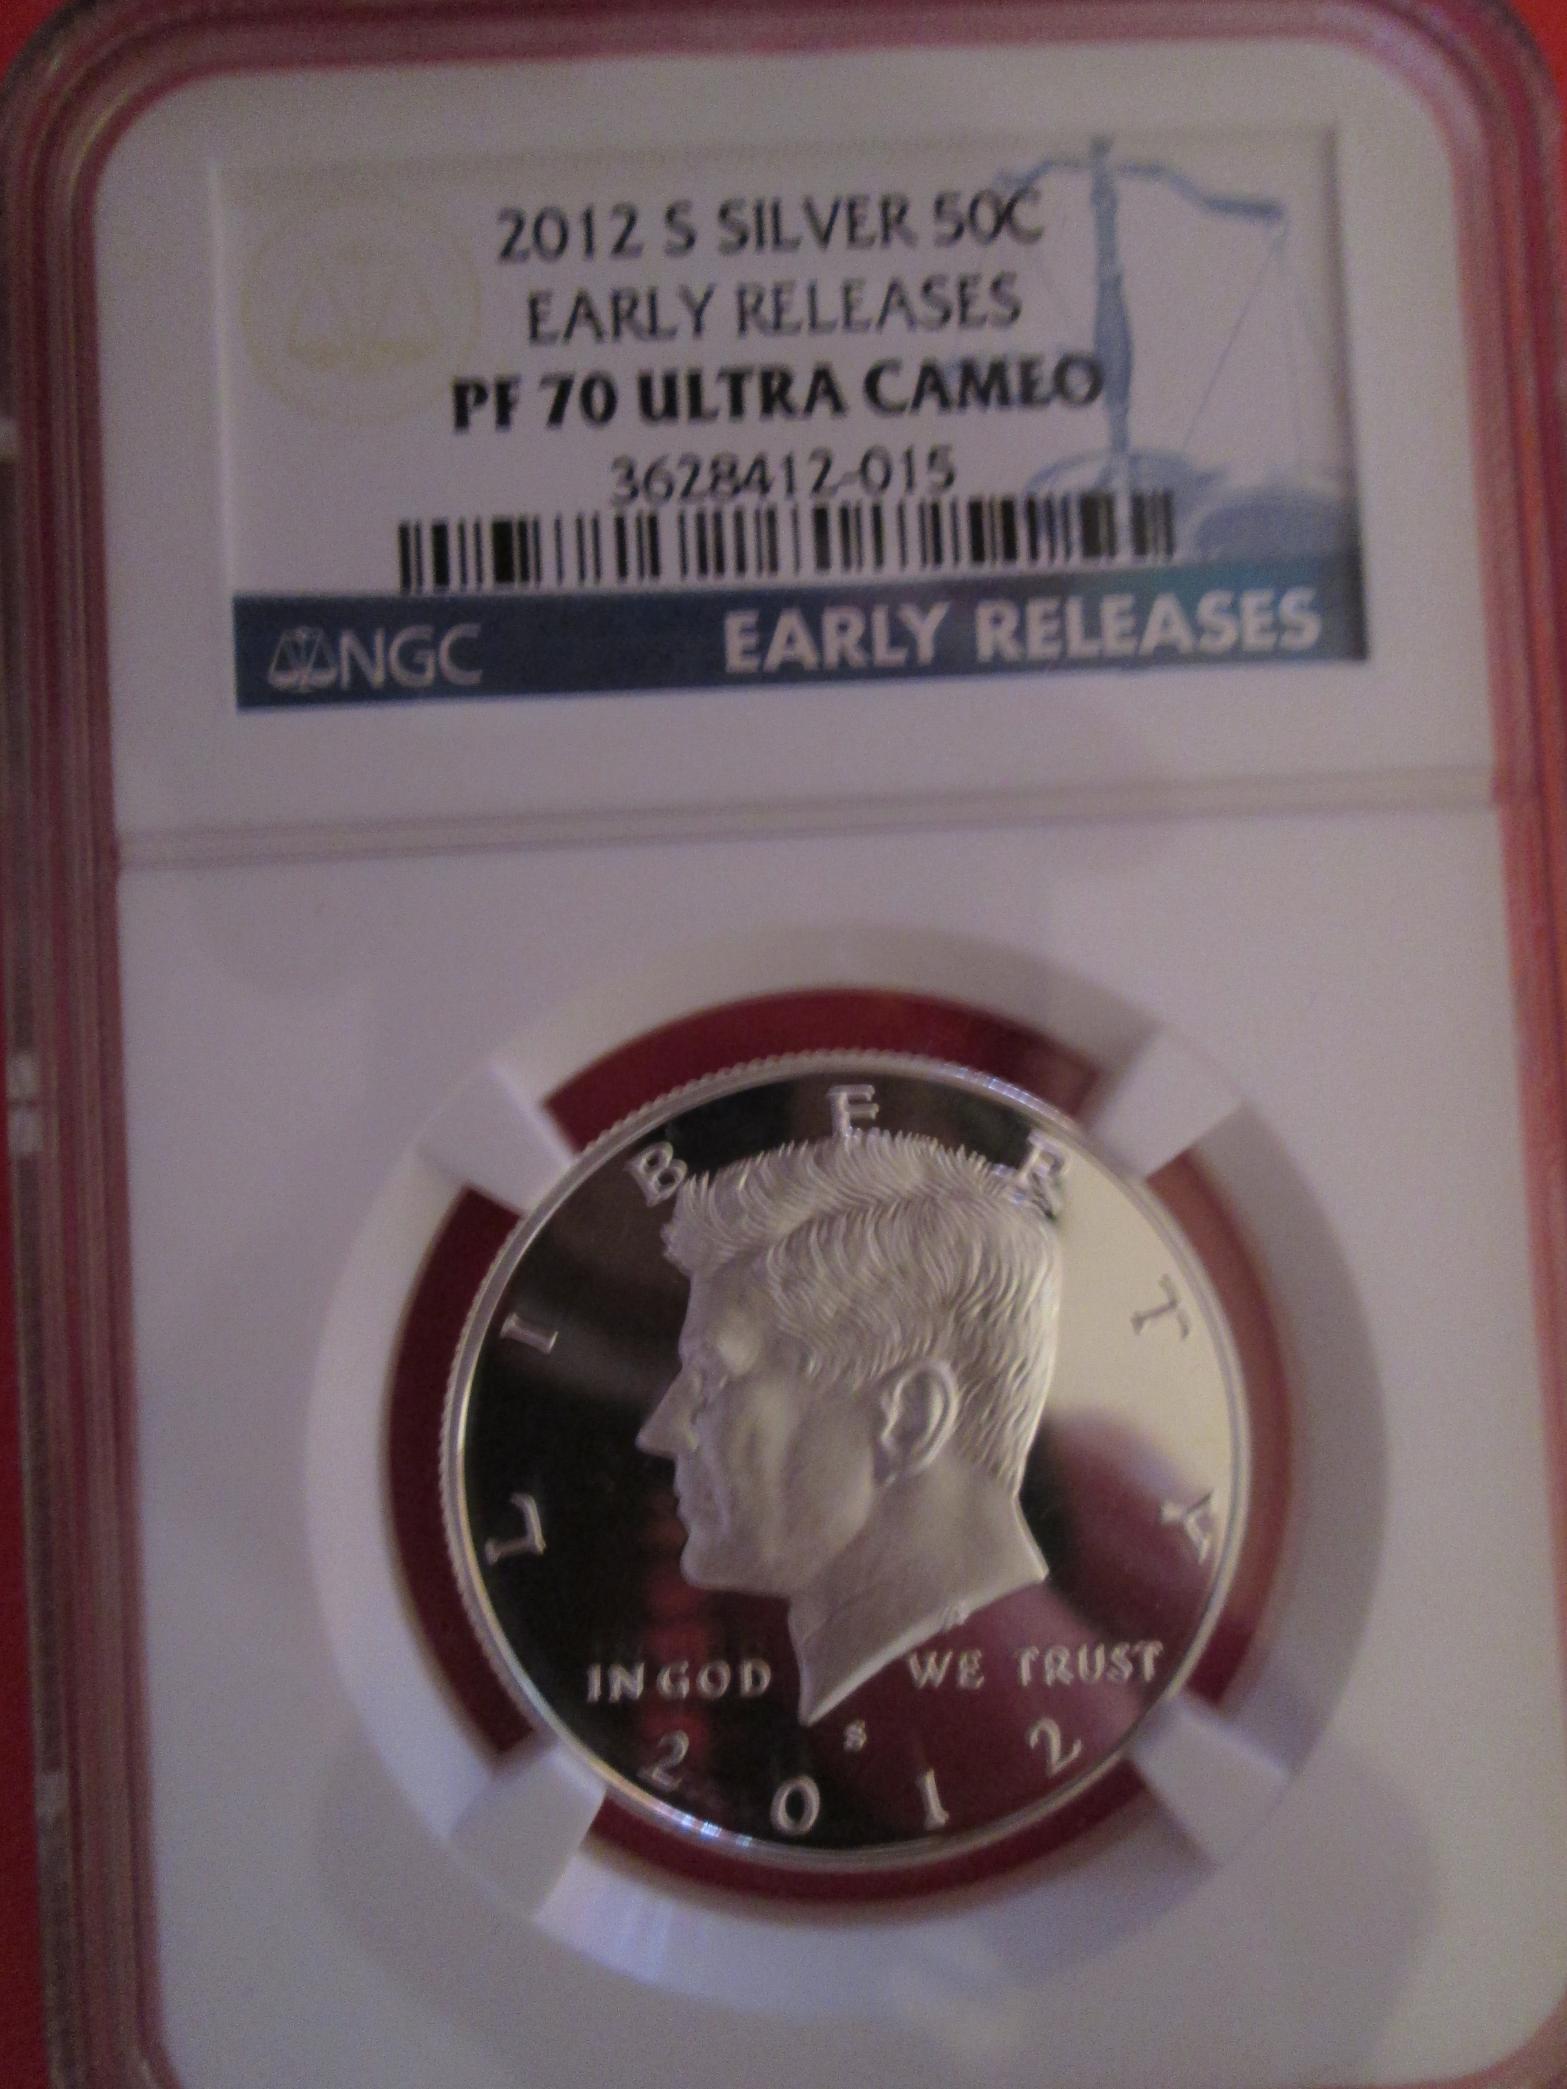 2012 S SILVER 50C
EARLY RELEASES
PF 70 ULTRA CAMEO
3628412-015
NGC EARLY RELEASES
LIBERTY
IN GOD WE TRUST
S
2012